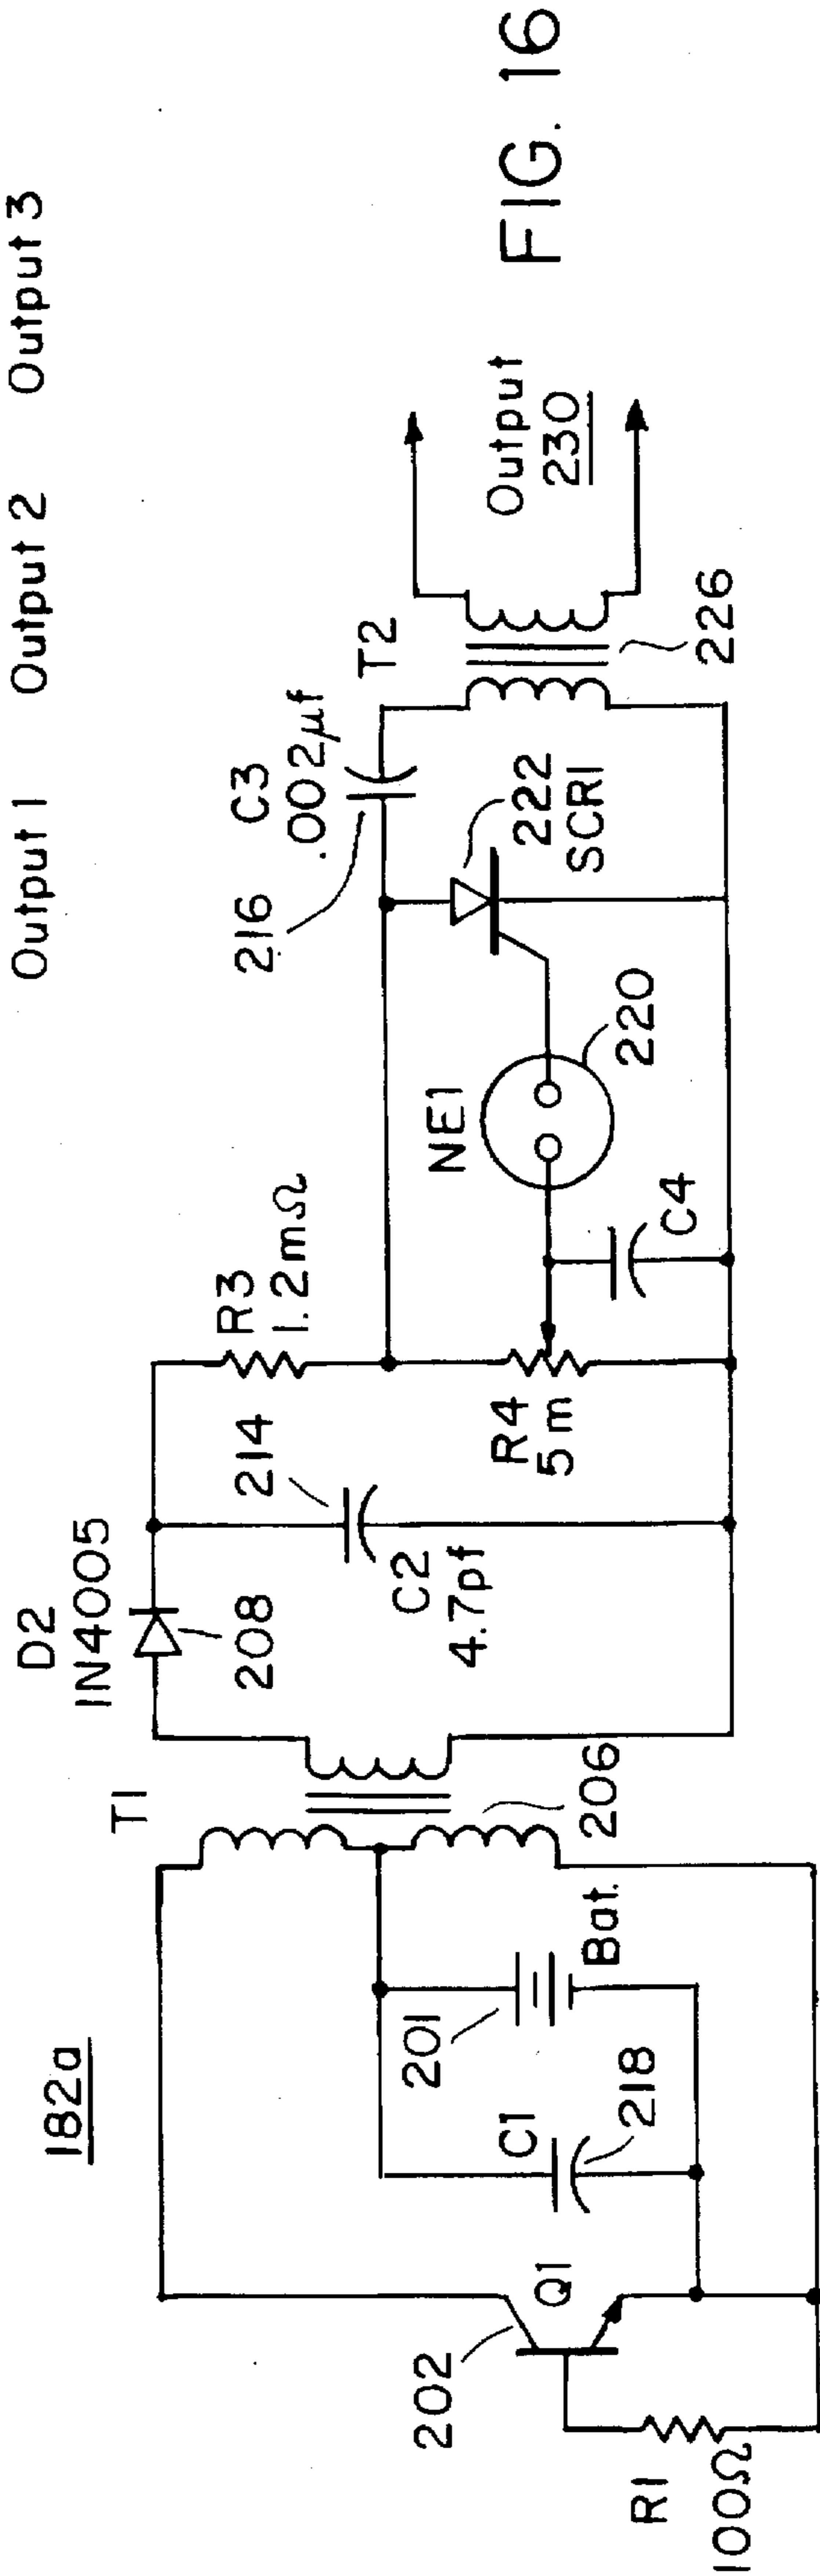 Output 1 Output 2 Output 3
182a
T1
D2
1N4005
208
214
C2
4.7pf
R3
1.2mΩ
R4
5m
216
C3
.002μf
T2
NE1
220
C4
222
SCR1
226
Output
230
202
Q1
R1
100Ω
C1
218
201
Bat.
206
FIG. 16